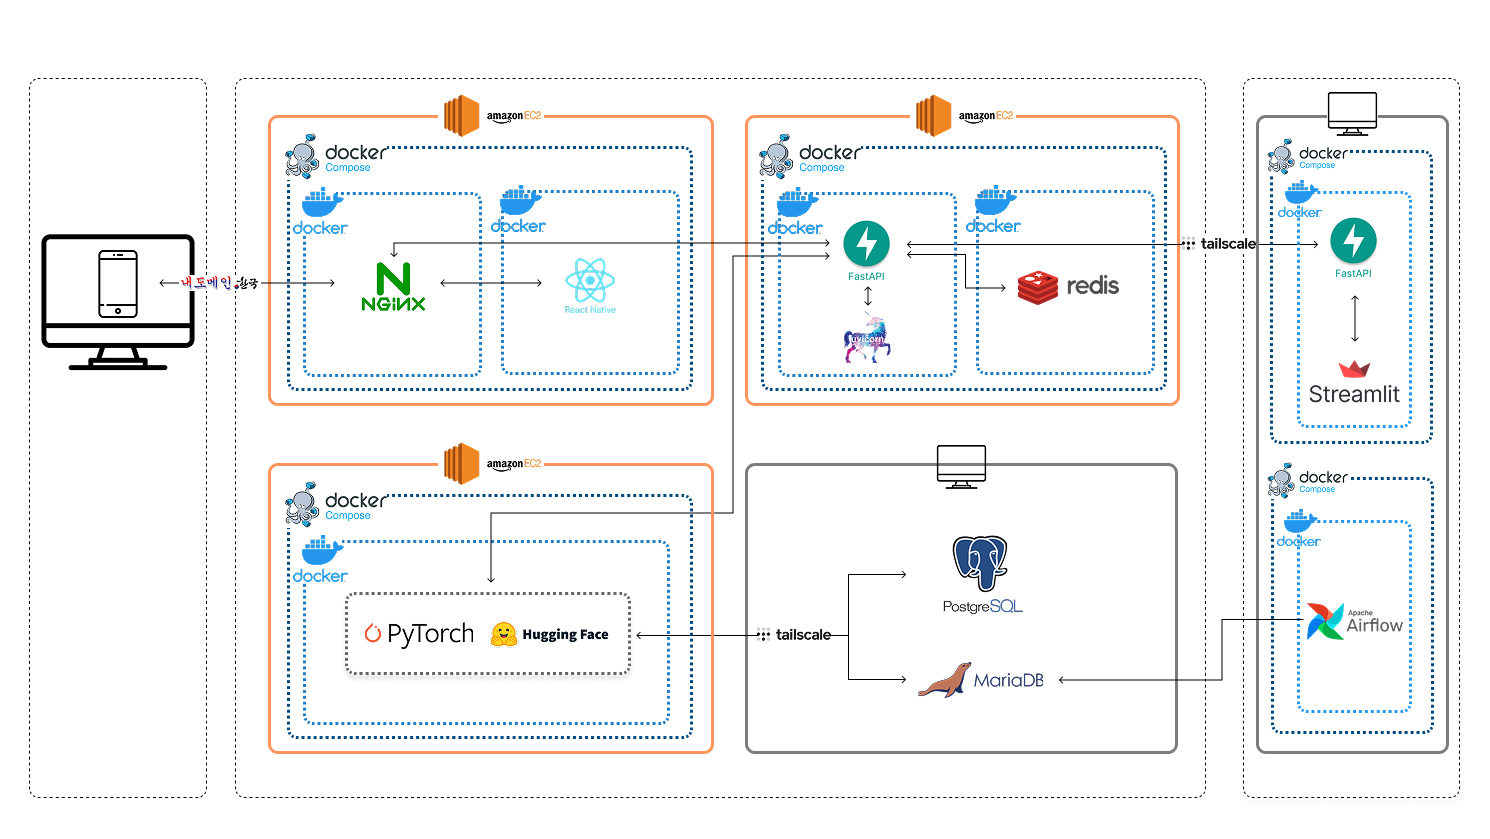 amazon EC2
docker
Compose
docker
docker
NGINX
React Native
내도메인.한국
amazon EC2
docker
Compose
docker
docker
FastAPI
uvicorn
redis
tailscale
docker
Compose
docker
FastAPI
Streamlit
amazon EC2
docker
Compose
docker
PyTorch
Hugging Face
tailscale
PostgreSQL
MariaDB
docker
Compose
docker
Apache
Airflow